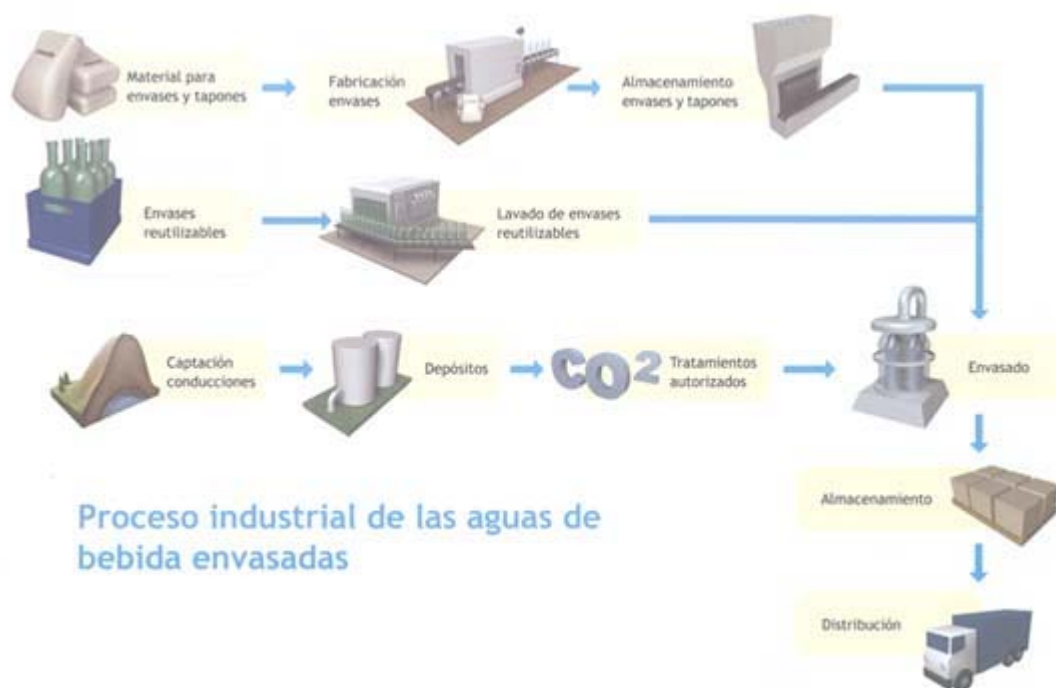 Material para
envases y tapones
Fabricación
envases
Almacenamiento
envases y tapones
Envases
reutilizables
Lavado de envases
reutilizables
Captación
conducciones
Depósitos
CO2
Tratamientos
autorizados
Envasado
Almacenamiento
Distribución
Proceso industrial de las aguas de
bebida envasadas